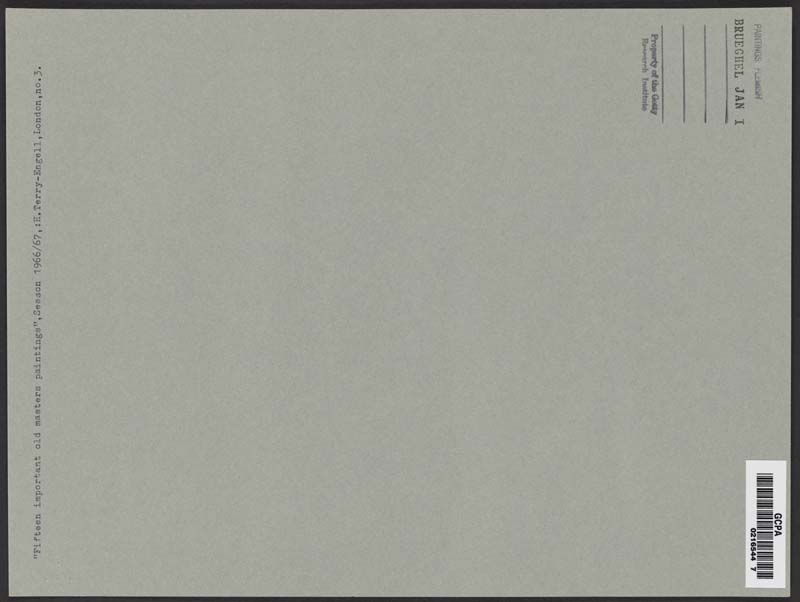 PAINTINGS FLEMISH
BRUEGHEL JAN I
Property of the Getty
Research Institute
"Fifteen important old masters paintings",Season 1966/67,:H.Terry-Engell,London,no.3.
GCPA
0216544 7